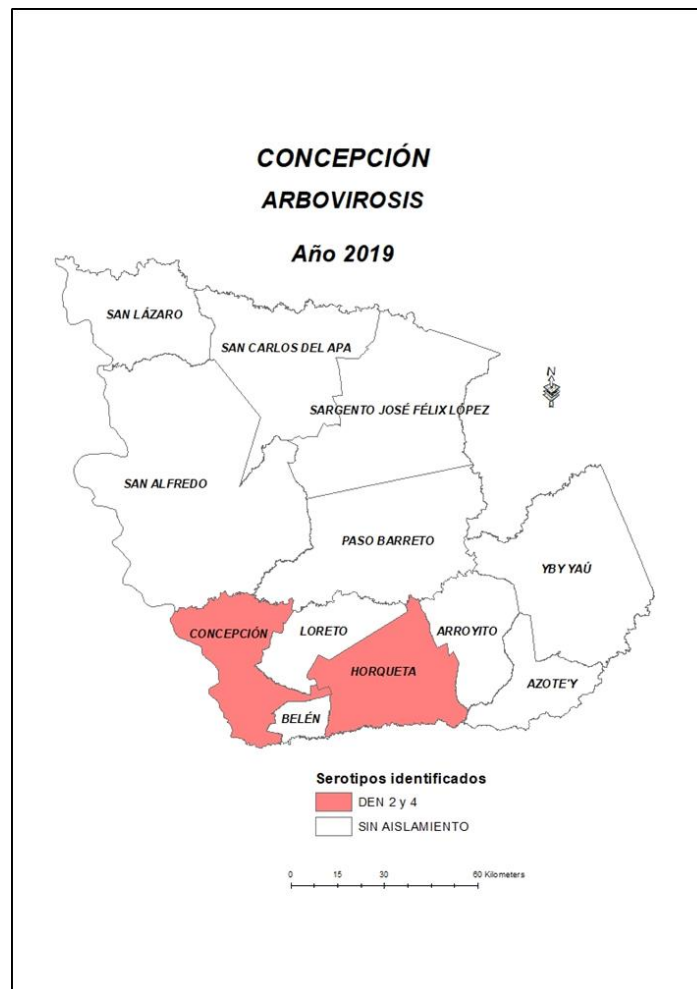 CONCEPCIÓN
ARBOVIROSIS
Año 2019
SAN LÁZARO
SAN CARLOS DEL APA
SARGENTO JOSÉ FÉLIX LÓPEZ
SAN ALFREDO
PASO BARRETO
YBY YAÚ
CONCEPCIÓN
LORETO
ARROYITO
HORQUETA
AZOTE'Y
BELÉN
N
Serotipos identificados
DEN 2 y 4
SIN AISLAMIENTO
0 15 30 60 Kilometers